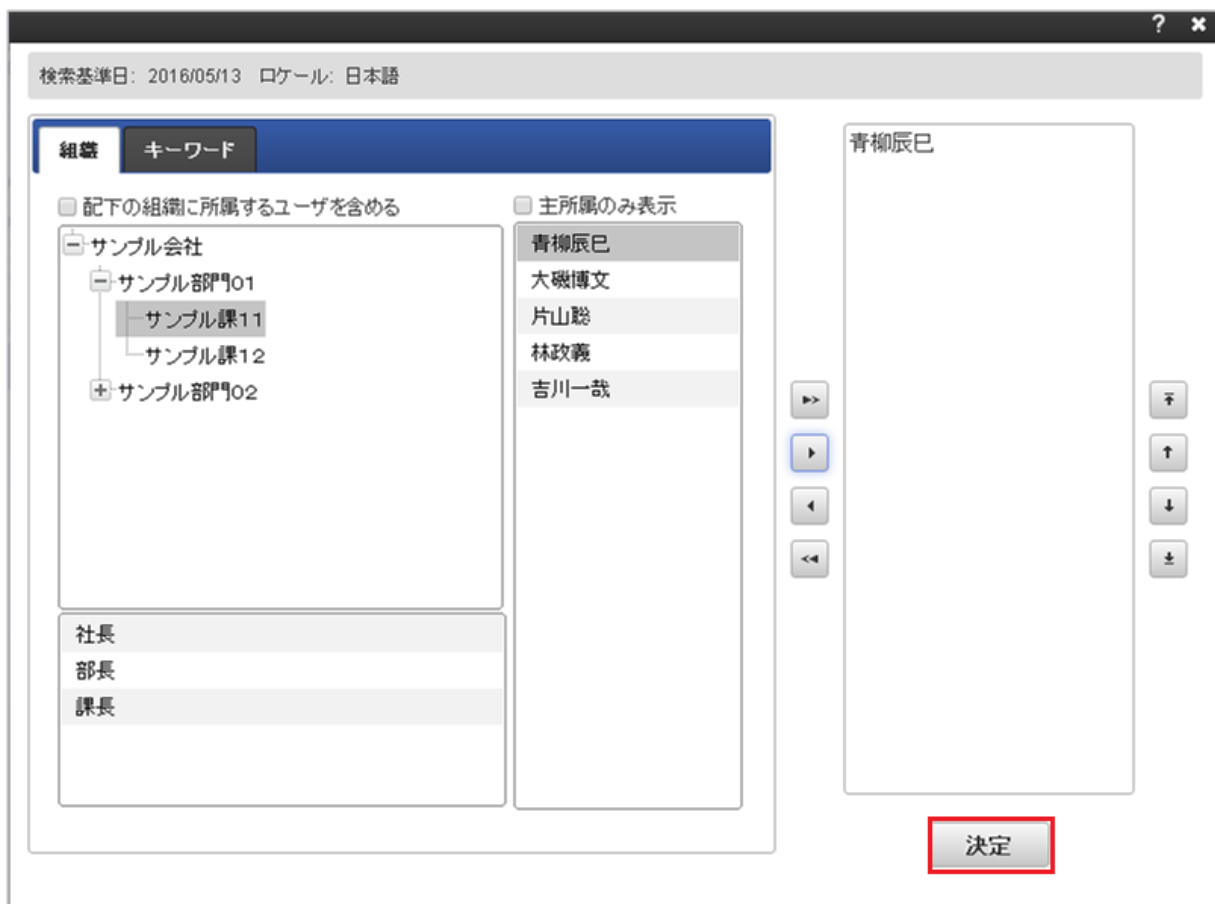 検索基準日: 2016/05/13 ロケール: 日本語
組織
キーワード
配下の組織に所属するユーザを含める
サンプル会社
サンプル部門01
サンプル課11
サンプル課12
サンプル部門02
社長
部長
課長
主所属のみ表示
青柳辰巳
大磯博文
片山聡
林政義
吉川一哉
青柳辰巳
決定